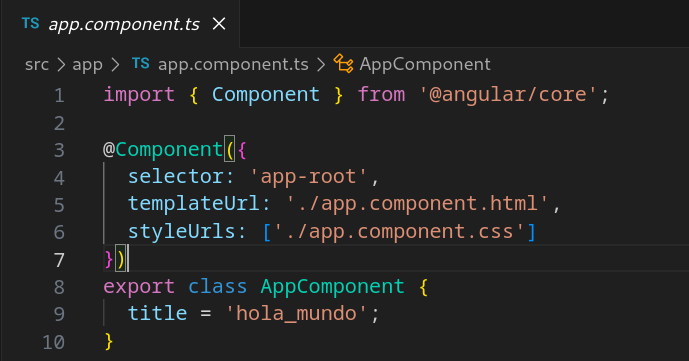 TS app.component.ts ×
src > app > TS app.component.ts > AppComponent
1 import { Component } from '@angular/core';
2
3 @Component({
4   selector: 'app-root',
5   templateUrl: './app.component.html',
6   styleUrls: ['./app.component.css']
7 })
8 export class AppComponent {
9   title = 'hola_mundo';
10 }